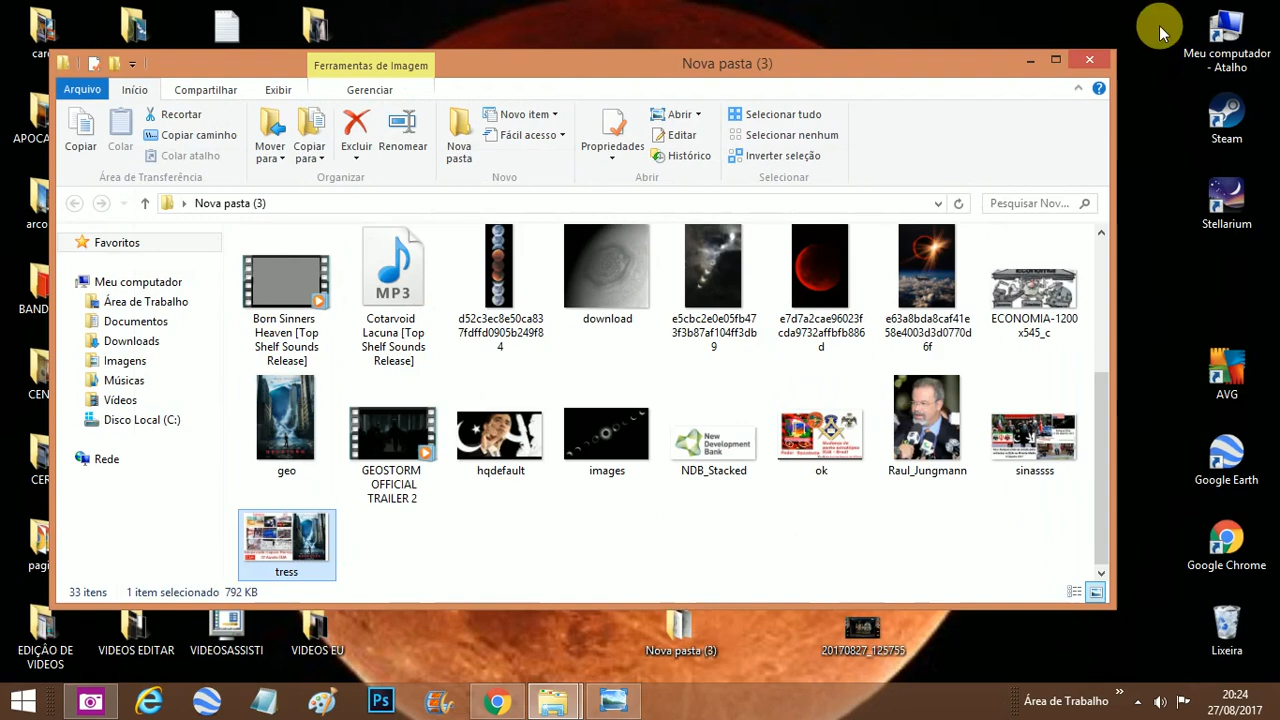 Meu computador
- Atalho
Steam
Stellarium
AVG
Google Earth
Google Chrome
Lixeira
Ferramentas de Imagem
Nova pasta (3)
Arquivo
Início
Compartilhar
Exibir
Gerenciar
Copiar
Colar
Recortar
Copiar caminho
Colar atalho
Área de Transferência
Mover
para
Copiar
para
Excluir
Renomear
Organizar
Nova
pasta
Novo item
Fácil acesso
Novo
Propriedades
Abrir
Editar
Histórico
Abrir
Selecionar tudo
Selecionar nenhum
Inverter seleção
Selecionar
Nova pasta (3)
Pesquisar Nov...
Favoritos
Meu computador
Área de Trabalho
Documentos
Downloads
Imagens
Músicas
Vídeos
Disco Local (C:)
Rede
Born Sinners
Heaven [Top
Shelf Sounds
Release]
MP3
Cotarvoid
Lacuna [Top
Shelf Sounds
Release]
d52c3ec8e50ca83
7fdffd0905b249f8
4
download
e5cbc2e0e05fb47
3f3b87af104ff3db
9
e7d7a2cae96023f
cda9732affbfb886
d
e63a8bda8caf41e
58e4003d3d0770d
6f
ECONOMIA-1200
x545_c
geo
GEOSTORM
OFFICIAL
TRAILER 2
hqdefault
images
New
Development
Bank
NDB_Stacked
ok
Raul_Jungmann
sinassss
tress
33 itens
1 item selecionado 792 KB
EDIÇÃO DE
VIDEOS
VIDEOS EDITAR
VIDEOSASSISTI
VIDEOS EU
Nova pasta (3)
20170827_125755
Ps
Área de Trabalho
20:24
27/08/2017